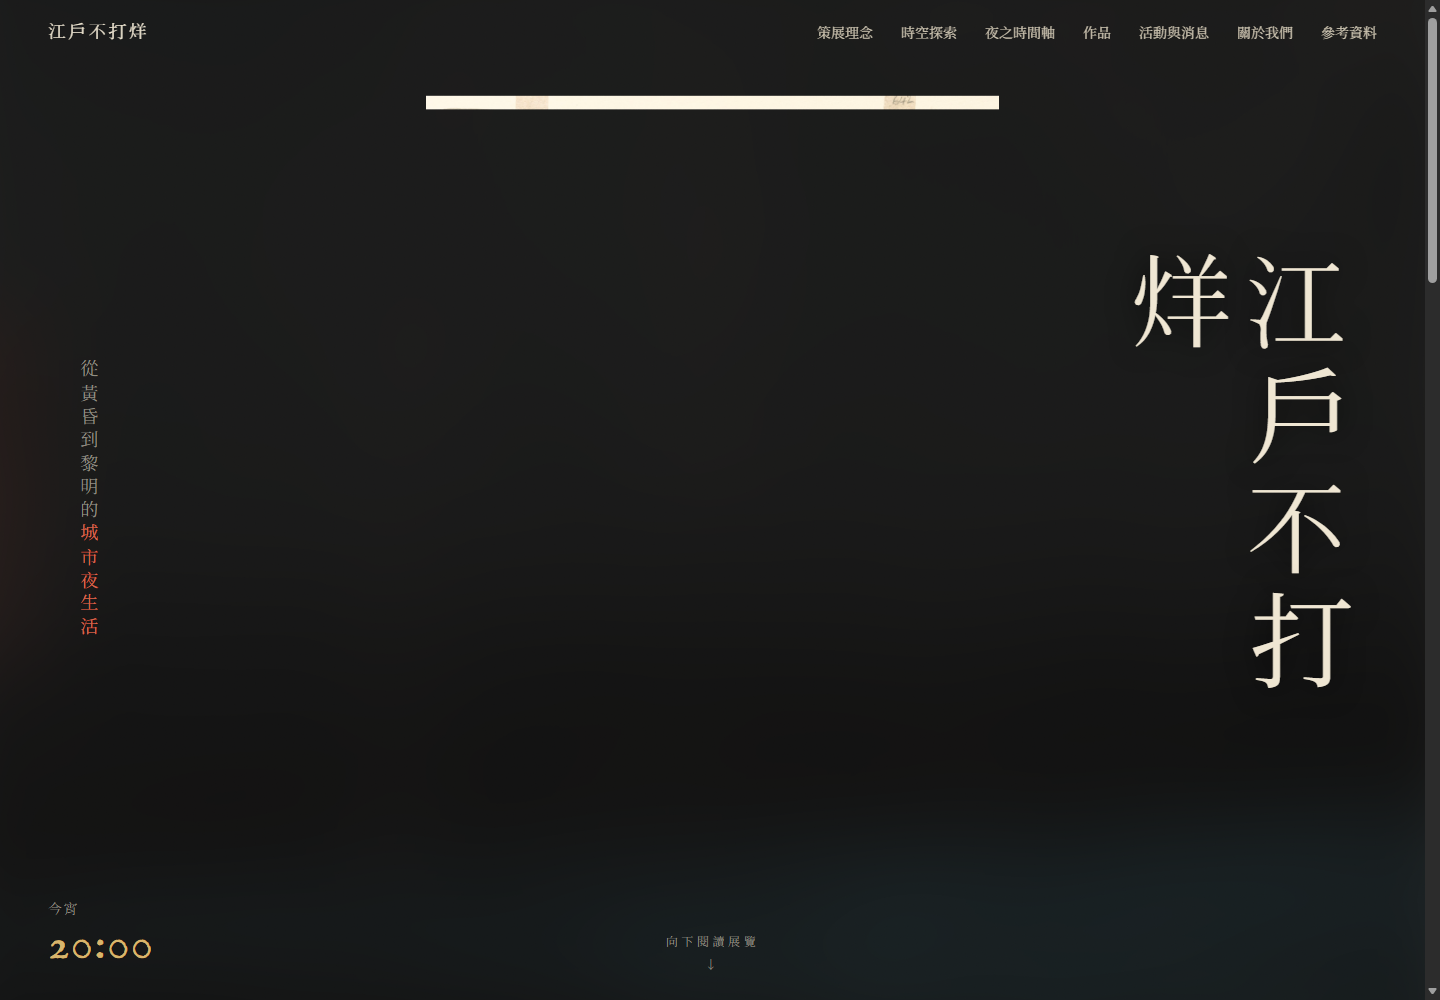 江戶不打烊
策展理念
時空探索
夜之時間軸
作品
活動與消息
關於我們
參考資料
江戶不打
烊
從黃昏到黎明的城市夜生活
今宵
20:00
向下閱讀展覽
↓